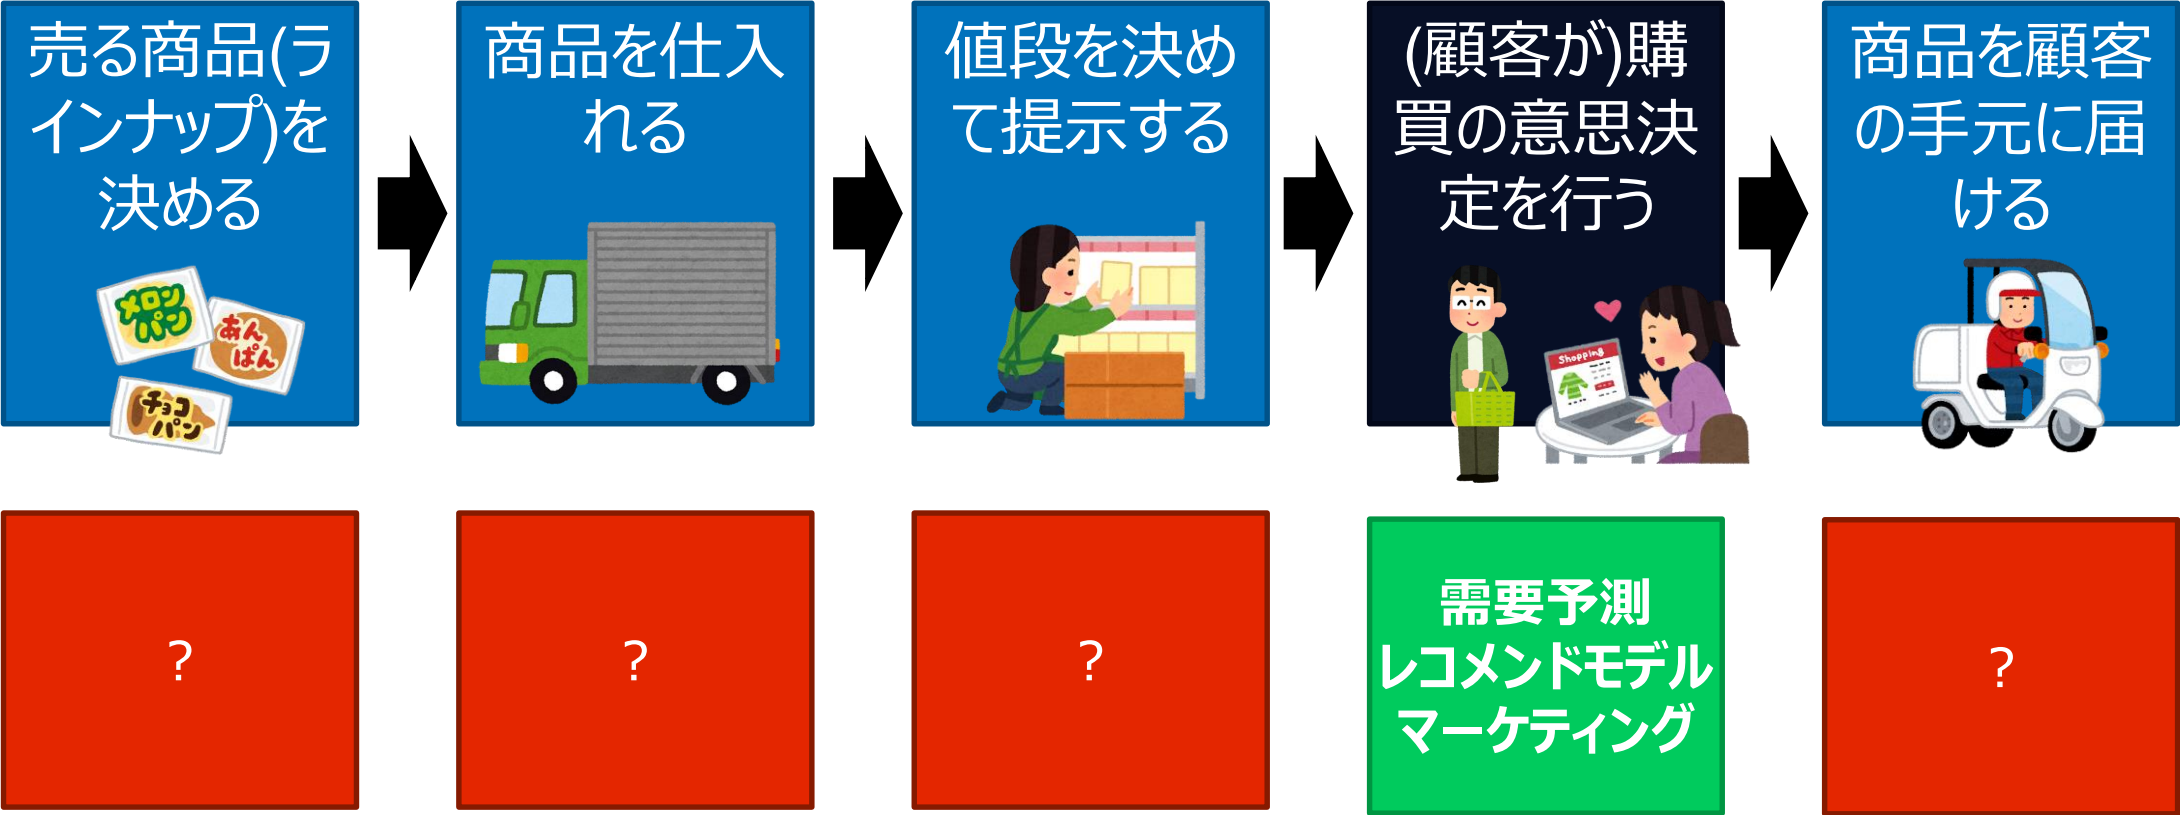 売る商品(ラ
インナップ)を
決める
商品を仕入
れる
値段を決め
て提示する
(顧客が)購
買の意思決
定を行う
商品を顧客
の手元に届
ける
メロン
パン
あん
ぱん
チョコ
パン
Shopping
?
?
?
需要予測
レコメンドモデル
マーケティング
?